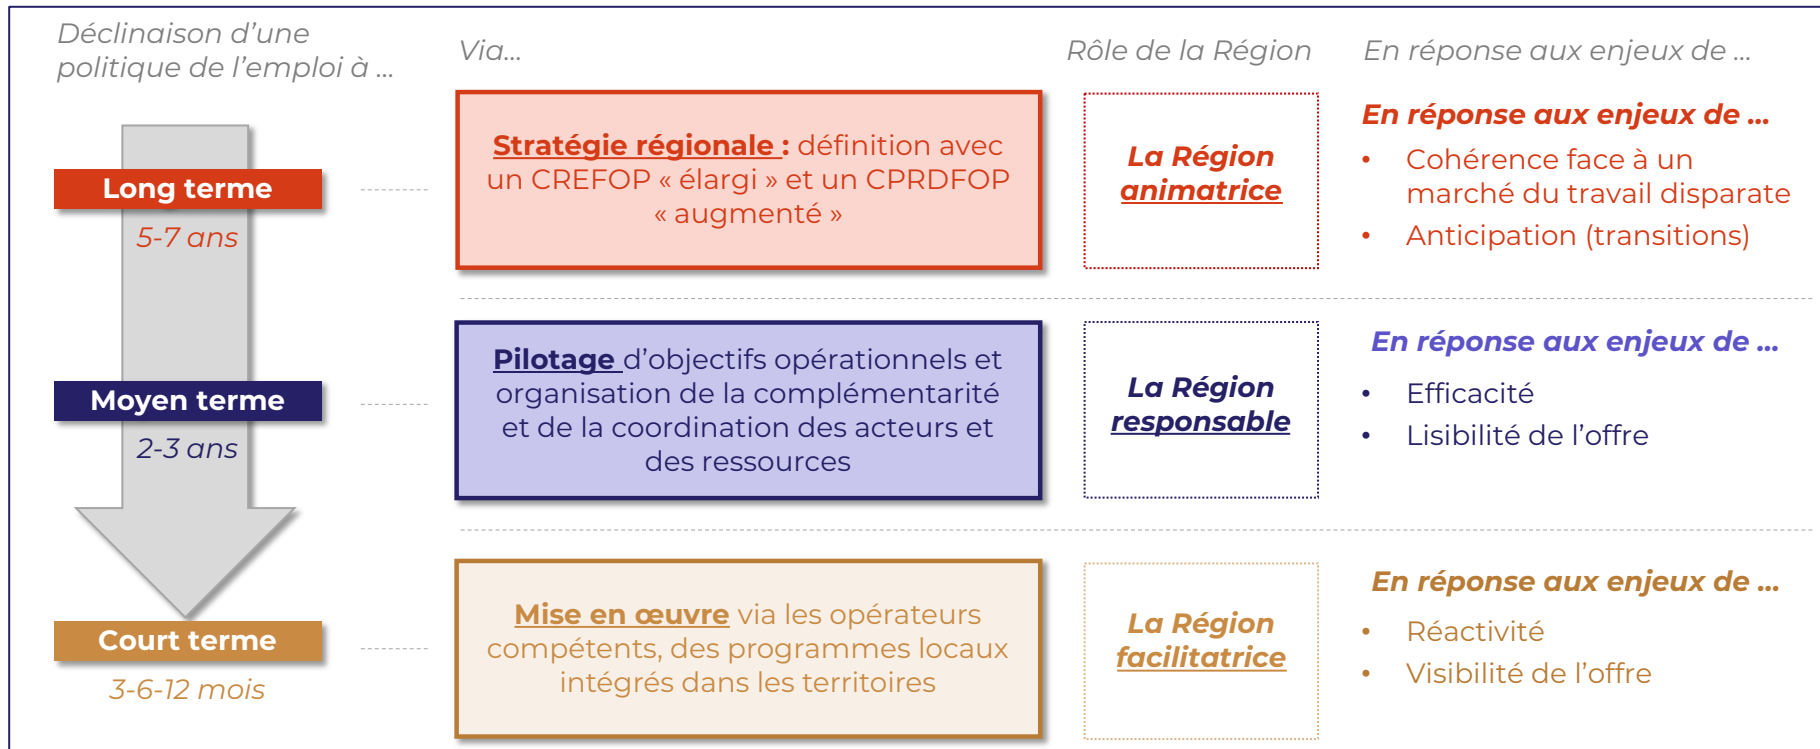 Déclinaison d’une
politique de l’emploi à ...
Via...
Rôle de la Région
En réponse aux enjeux de ...
Long terme
5-7 ans
Stratégie régionale : définition avec
un CREFOP « élargi » et un CPRDFOP
« augmenté »
La Région
animatrice
En réponse aux enjeux de ...
• Cohérence face à un
marché du travail disparate
• Anticipation (transitions)
Moyen terme
2-3 ans
Pilotage d’objectifs opérationnels et
organisation de la complémentarité
et de la coordination des acteurs et
des ressources
La Région
responsable
En réponse aux enjeux de ...
• Efficacité
• Lisibilité de l’offre
Court terme
3-6-12 mois
Mise en œuvre via les opérateurs
compétents, des programmes locaux
intégrés dans les territoires
La Région
facilitatrice
En réponse aux enjeux de ...
• Réactivité
• Visibilité de l’offre